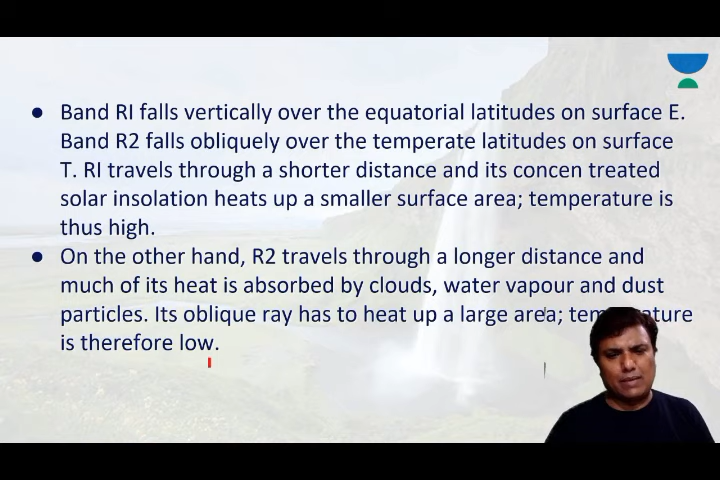 ● Band RI falls vertically over the equatorial latitudes on surface E.
Band R2 falls obliquely over the temperate latitudes on surface
T. RI travels through a shorter distance and its concen treated
solar insolation heats up a smaller surface area; temperature is
thus high.
● On the other hand, R2 travels through a longer distance and
much of its heat is absorbed by clouds, water vapour and dust
particles. Its oblique ray has to heat up a large area; temperature
is therefore low.